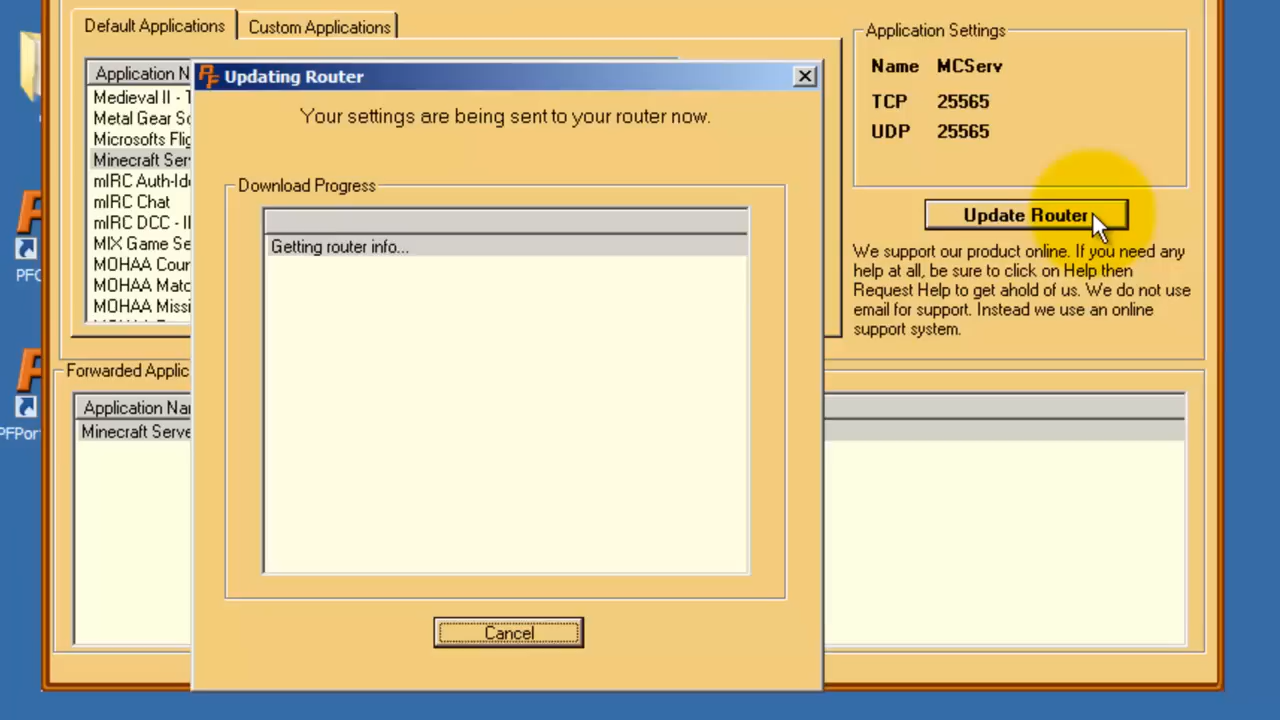 Default Applications
Custom Applications
Application N
Medieval II - T
Metal Gear So
Microsofts Flig
Minecraft Ser
mIRC Auth-Ide
mIRC Chat
mIRC DCC - I
MIX Game Se
MOHAA Cour
MOHAA Matc
MOHAA Missi
Updating Router
Your settings are being sent to your router now.
Download Progress
Getting router info...
Cancel
Application Settings
Name MCServ
TCP 25565
UDP 25565
Update Router
We support our product online. If you need any
help at all, be sure to click on Help then
Request Help to get ahold of us. We do not use
email for support. Instead we use an online
support system.
Forwarded Applic
Application Nar
Minecraft Serve
PFC
PFPor